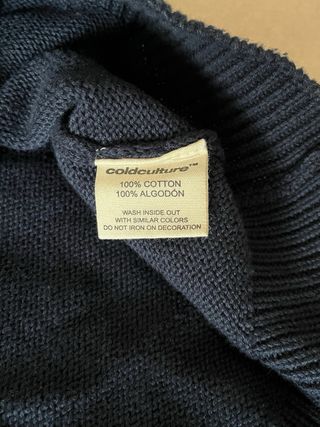 coldculture™
100% COTTON
100% ALGODÓN
WASH INSIDE OUT
WITH SIMILAR COLORS
DO NOT IRON ON DECORATION